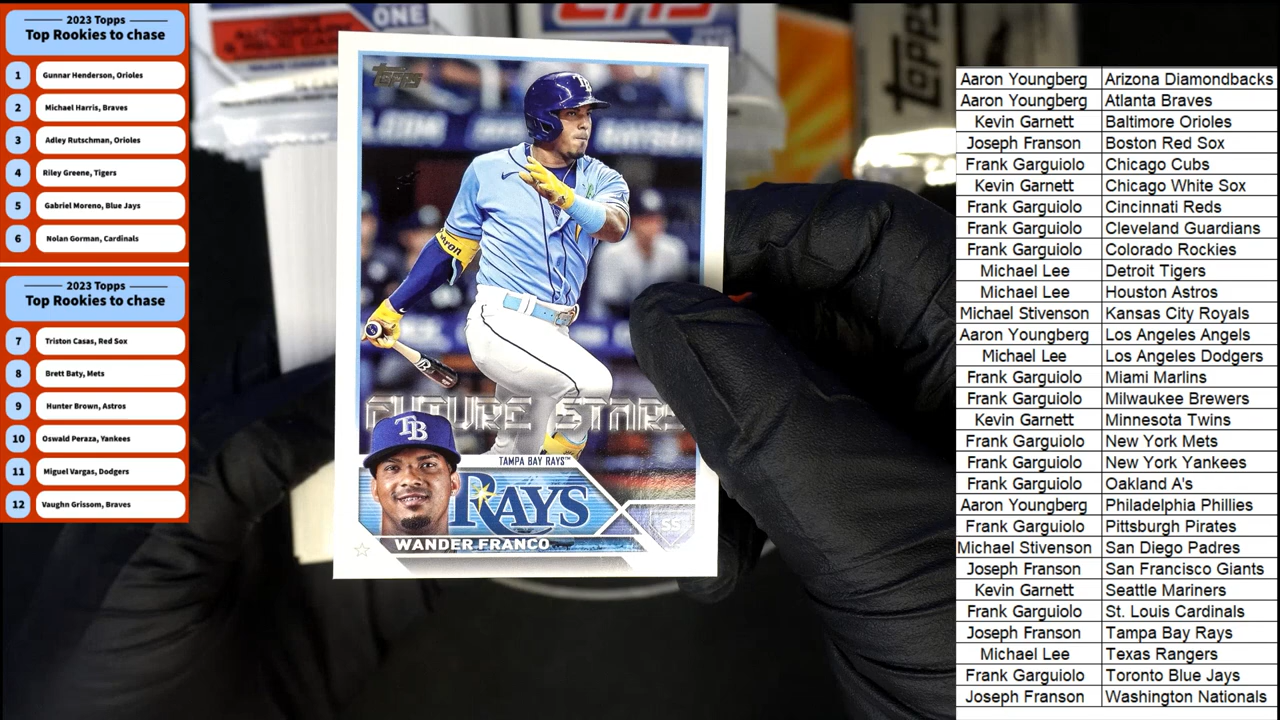 2023 Topps
Top Rookies to chase
1 Gunnar Henderson, Orioles
2 Michael Harris, Braves
3 Adley Rutschman, Orioles
4 Riley Greene, Tigers
5 Gabriel Moreno, Blue Jays
6 Nolan Gorman, Cardinals
2023 Topps
Top Rookies to chase
7 Triston Casas, Red Sox
8 Brett Baty, Mets
9 Hunter Brown, Astros
10 Oswald Peraza, Yankees
11 Miguel Vargas, Dodgers
12 Vaughn Grissom, Braves
ONE
TOPPS
TOPPS
TB
FUTURE STARS
TB
TAMPA BAY RAYS™
RAYS
SS
WANDER FRANCO
Aaron Youngberg Arizona Diamondbacks
Aaron Youngberg Atlanta Braves
Kevin Garnett Baltimore Orioles
Joseph Franson Boston Red Sox
Frank Garguiolo Chicago Cubs
Kevin Garnett Chicago White Sox
Frank Garguiolo Cincinnati Reds
Frank Garguiolo Cleveland Guardians
Frank Garguiolo Colorado Rockies
Michael Lee Detroit Tigers
Michael Lee Houston Astros
Michael Stivenson Kansas City Royals
Aaron Youngberg Los Angeles Angels
Michael Lee Los Angeles Dodgers
Frank Garguiolo Miami Marlins
Frank Garguiolo Milwaukee Brewers
Kevin Garnett Minnesota Twins
Frank Garguiolo New York Mets
Frank Garguiolo New York Yankees
Frank Garguiolo Oakland A's
Aaron Youngberg Philadelphia Phillies
Frank Garguiolo Pittsburgh Pirates
Michael Stivenson San Diego Padres
Joseph Franson San Francisco Giants
Kevin Garnett Seattle Mariners
Frank Garguiolo St. Louis Cardinals
Joseph Franson Tampa Bay Rays
Michael Lee Texas Rangers
Frank Garguiolo Toronto Blue Jays
Joseph Franson Washington Nationals